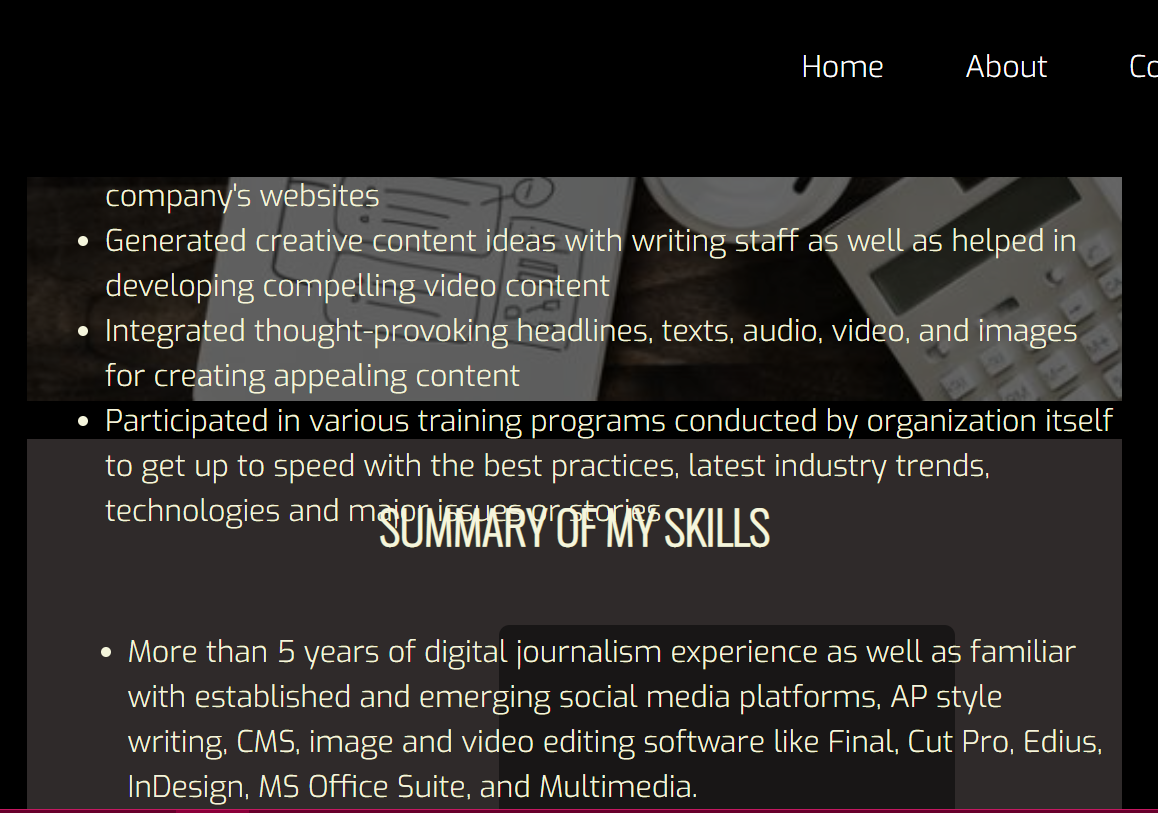 Home About Co
company's websites
Generated creative content ideas with writing staff as well as helped in
developing compelling video content
Integrated thought-provoking headlines, texts, audio, video, and images
for creating appealing content
Participated in various training programs conducted by organization itself
to get up to speed with the best practices, latest industry trends,
technologies and major issues or stories
SUMMARY OF MY SKILLS
More than 5 years of digital journalism experience as well as familiar
with established and emerging social media platforms, AP style
writing, CMS, image and video editing software like Final, Cut Pro, Edius,
InDesign, MS Office Suite, and Multimedia.